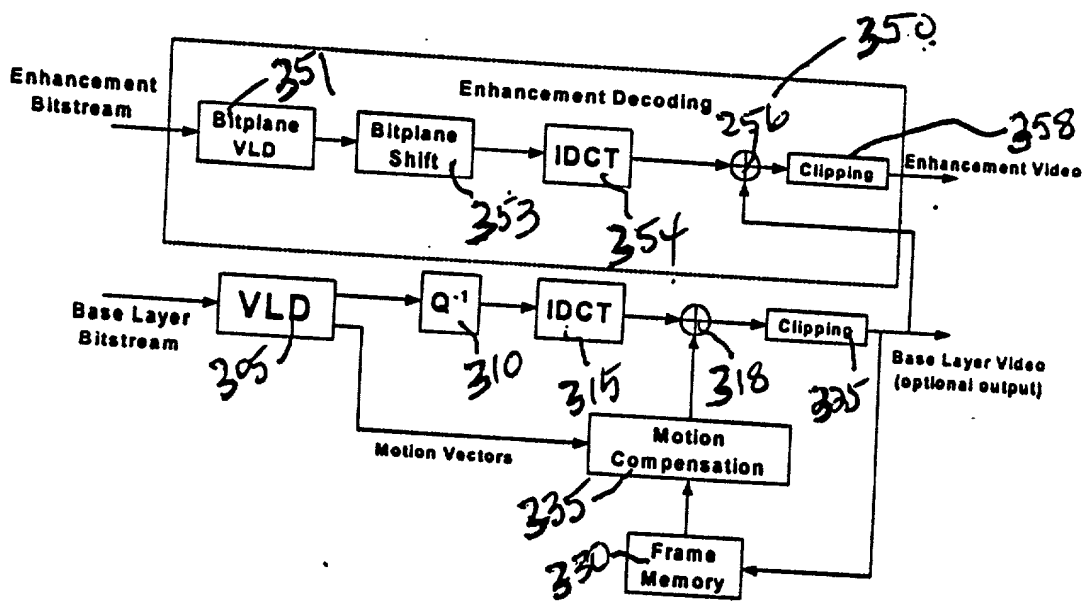 350
351
Enhancement
Bitstream
Enhancement Decoding
256
358
Bitplane
VLD
Bitplane
Shift
IDCT
Clipping
Enhancement Video
353
354
Base Layer
Bitstream
VLD
Q-1
IDCT
Clipping
Base Layer Video
(optional output)
305
310
315
318
325
Motion Vectors
Motion
Compensation
335
330
Frame
Memory